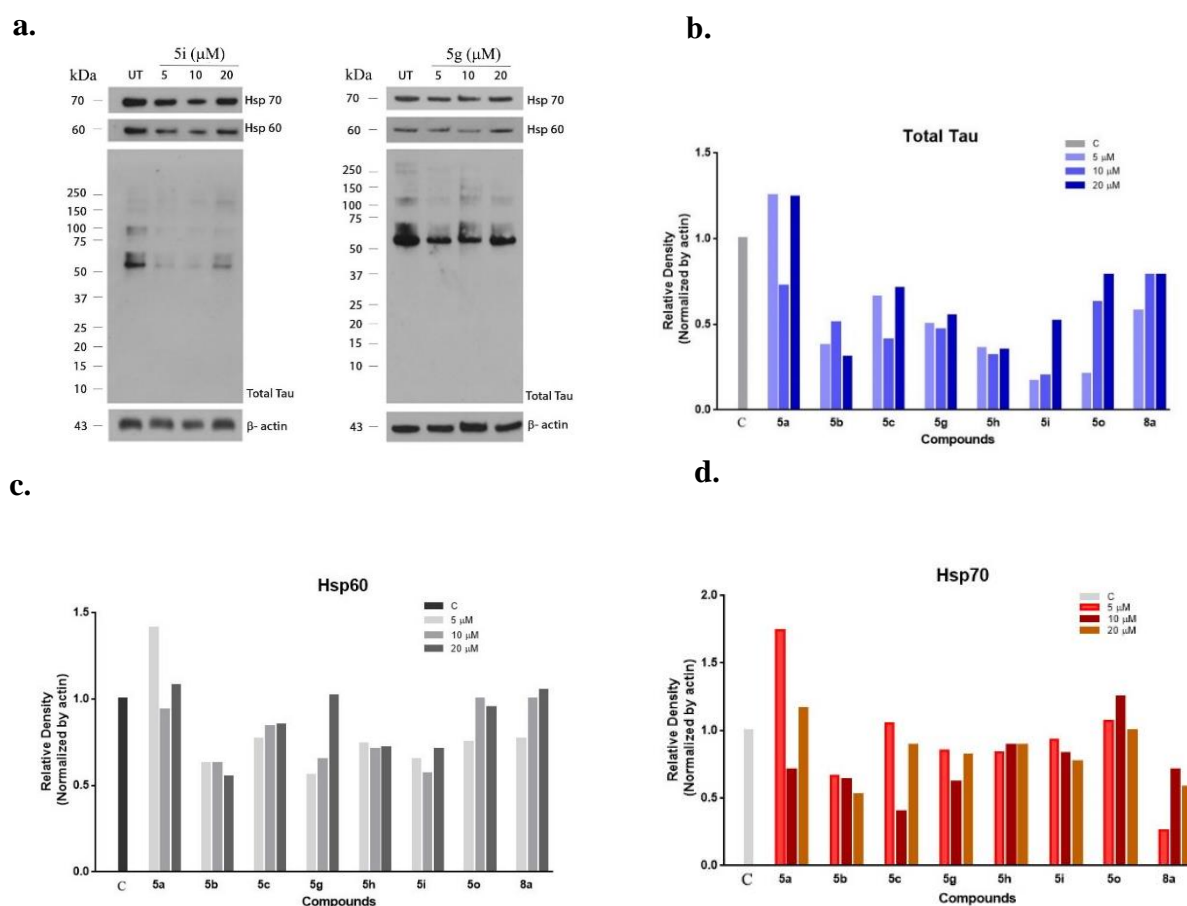 a.
5i (µM)
kDa UT 5 10 20
70 Hsp 70
60 Hsp 60
250
150
100
75
50
37
25
20
15
10
Total Tau
43 β- actin
5g (µM)
kDa UT 5 10 20
70 Hsp 70
60 Hsp 60
250
150
100
75
50
37
25
20
15
10
Total Tau
43 β- actin
b.
Total Tau
C
5 µM
10 µM
20 µM
Relative Density
(Normalized by actin)
1.5
1.0
0.5
0.0
C 5a 5b 5c 5g 5h 5i 5o 8a
Compounds
c.
Hsp60
C
5 µM
10 µM
20 µM
Relative Density
(Normalized by actin)
1.5
1.0
0.5
0.0
C 5a 5b 5c 5g 5h 5i 5o 8a
Compounds
d.
Hsp70
C
5 µM
10 µM
20 µM
Relative Density
(Normalized by actin)
2.0
1.5
1.0
0.5
0.0
C 5a 5b 5c 5g 5h 5i 5o 8a
Compounds